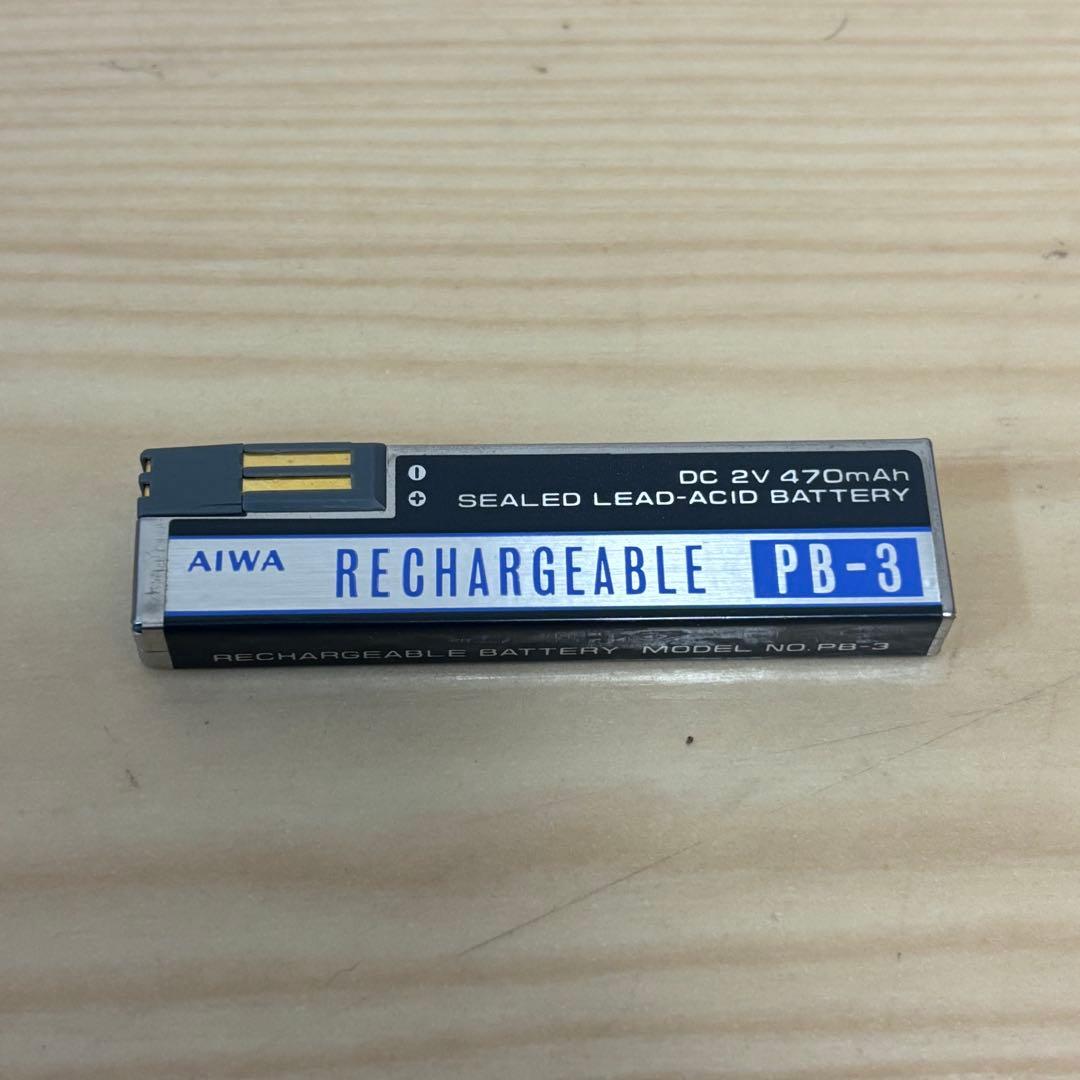 DC 2V 470mAh
SEALED LEAD-ACID BATTERY
AIWA RECHARGEABLE PB-3
RECHARGEABLE BATTERY MODEL NO. PB-3